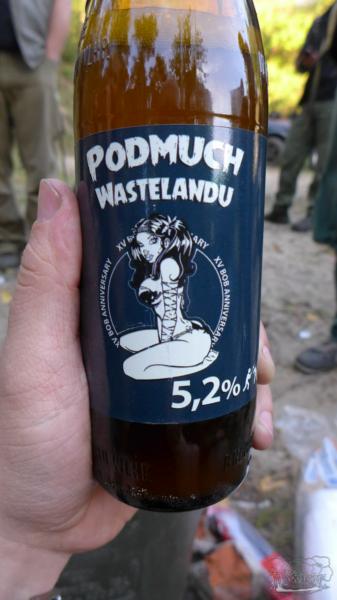 PODMUCH
WASTELANDU
XV BOB ANNIVERSARY
XV BOB ANNIVERSARY
5,2%